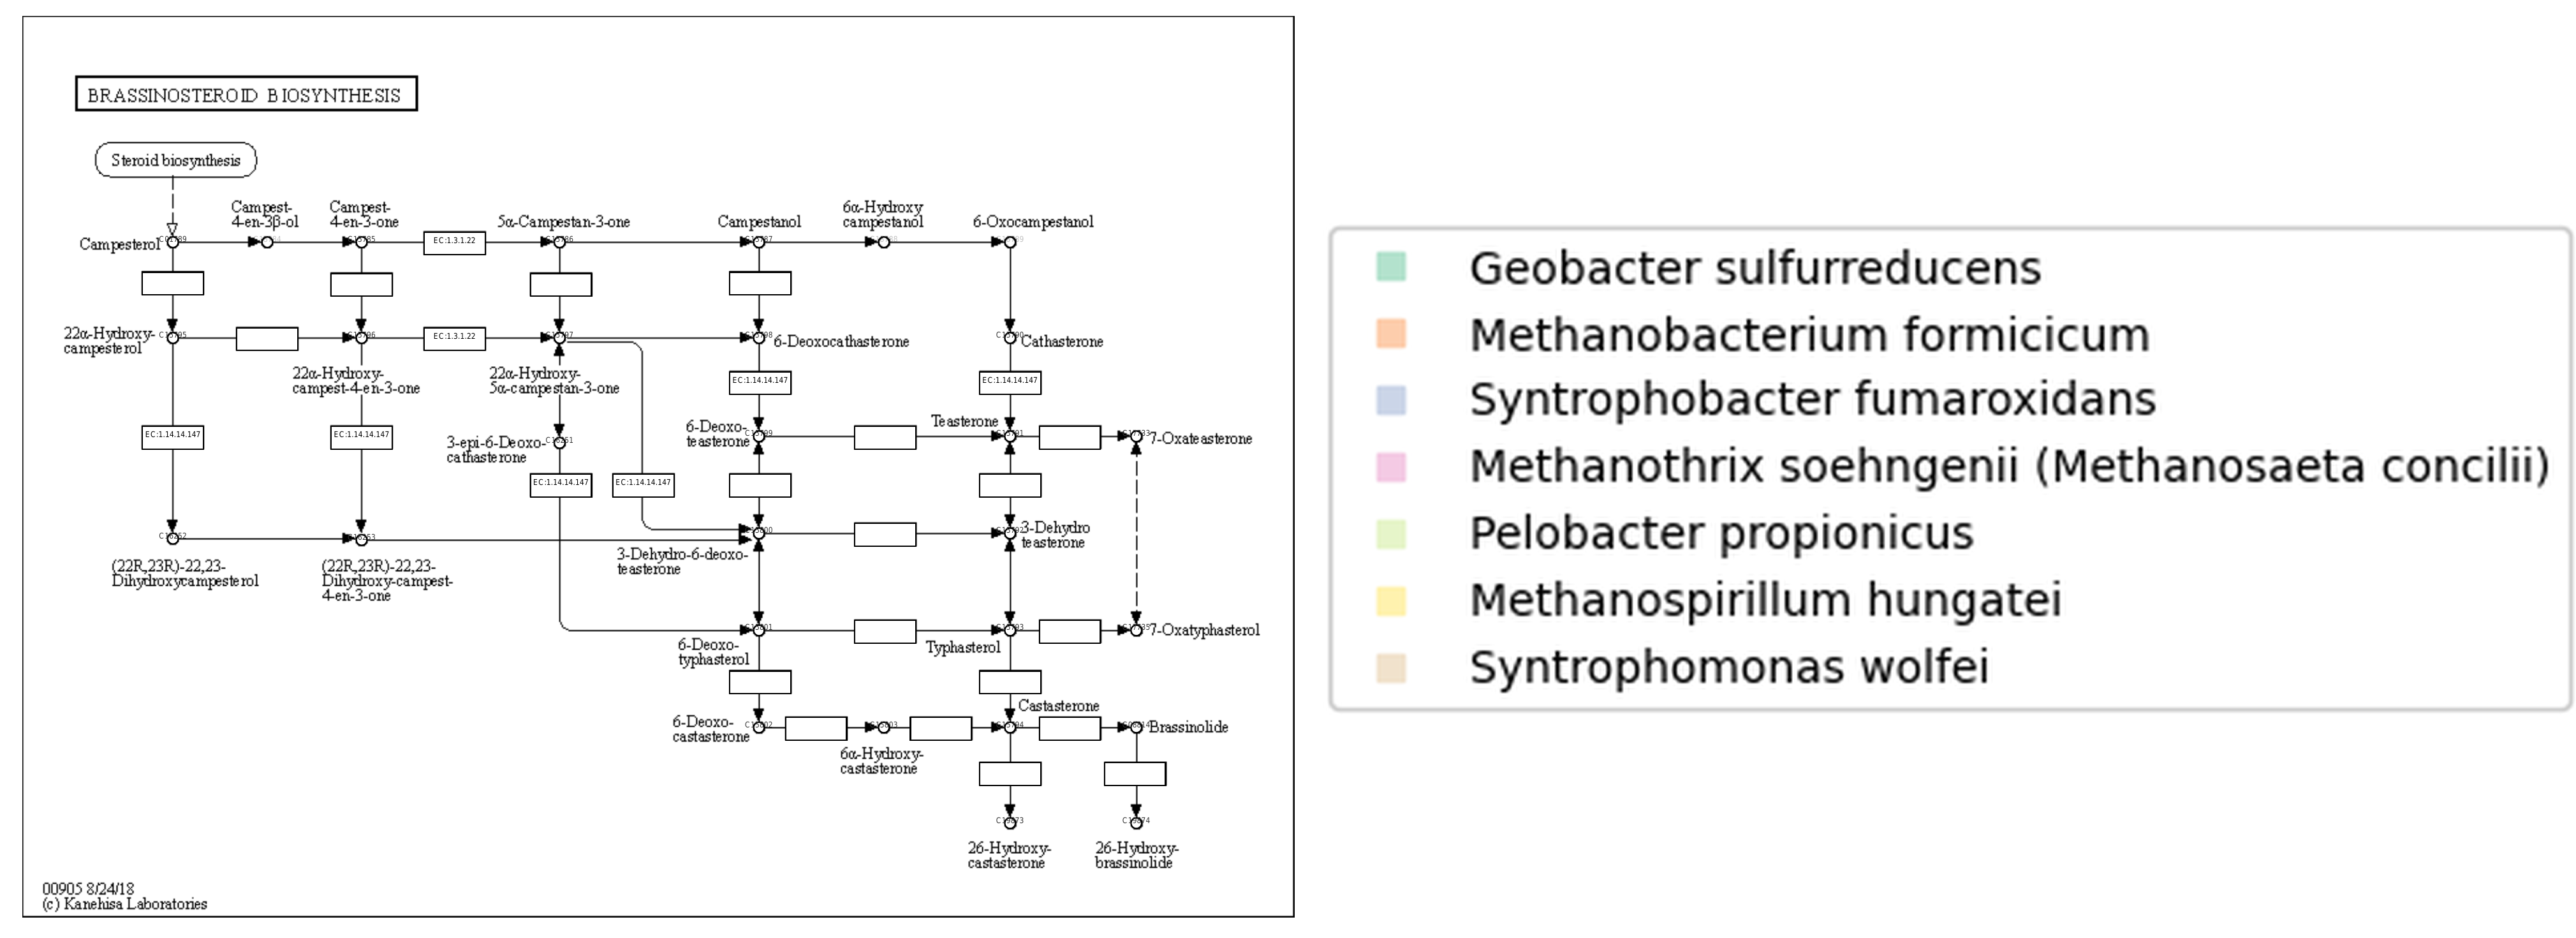 BRASSINOSTEROID BIOSYNTHESIS
Steroid biosynthesis
Campest-
4-en-3β-ol
Campest-
4-en-3-one
5α-Campestan-3-one
Campestanol
6α-Hydroxy
campestanol
6-Oxocampestanol
Campesterol
EC:1.3.1.22
22α-Hydroxy-
campesterol
EC:1.3.1.22
6-Deoxocathasterone
Cathasterone
22α-Hydroxy-
campest-4-en-3-one
22α-Hydroxy-
5α-campestan-3-one
EC:1.14.14.147
EC:1.14.14.147
EC:1.14.14.147
EC:1.14.14.147
3-epi-6-Deoxo-
cathasterone
6-Deoxo-
teasterone
Teasterone
7-Oxateasterone
EC:1.14.14.147
EC:1.14.14.147
3-Dehydro-6-deoxo-
teasterone
3-Dehydro
teasterone
(22R,23R)-22,23-
Dihydroxycampesterol
(22R,23R)-22,23-
Dihydroxy-campest-
4-en-3-one
6-Deoxo-
typhasterol
Typhasterol
7-Oxatyphasterol
6-Deoxo-
castasterone
Castasterone
Brassinolide
6α-Hydroxy-
castasterone
26-Hydroxy-
castasterone
26-Hydroxy-
brassinolide
00905 8/24/18
(c) Kanehisa Laboratories
Geobacter sulfurreducens
Methanobacterium formicicum
Syntrophobacter fumaroxidans
Methanothrix soehngenii (Methanosaeta concilii)
Pelobacter propionicus
Methanospirillum hungatei
Syntrophomonas wolfei